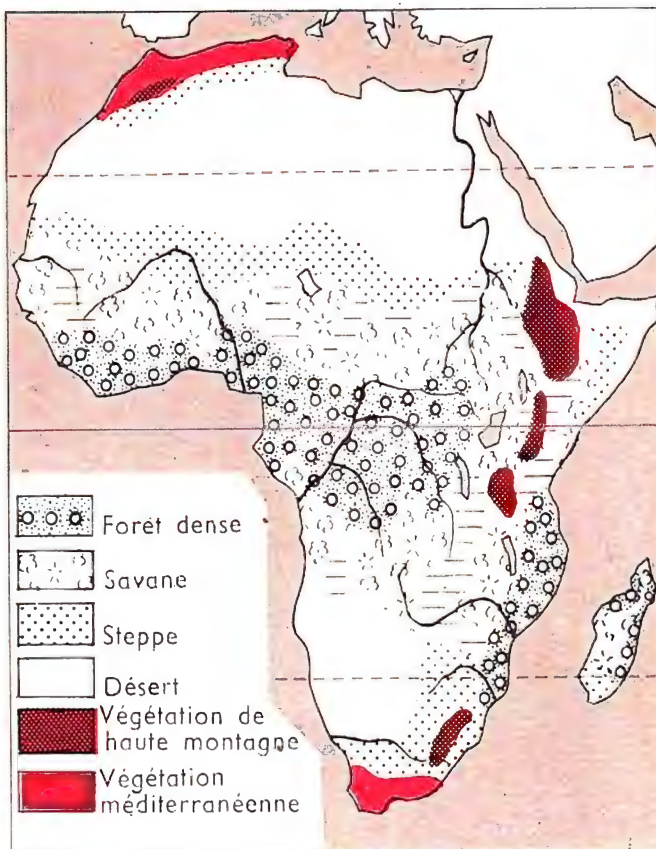 Forêt dense
Savane
Steppe
Désert
Végétation de
haute montagne
Végétation
méditerranéenne